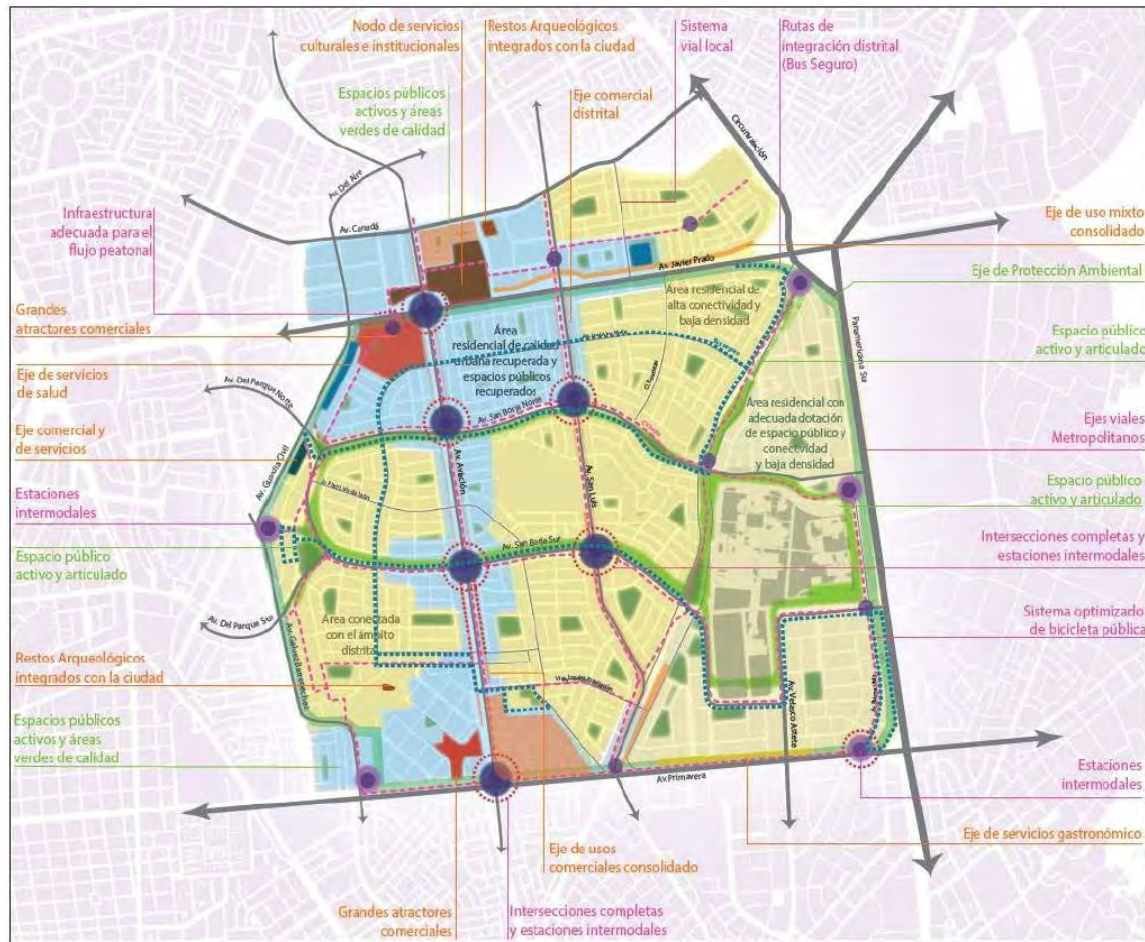 Nodo de servicios
culturales e institucionales
Restos Arqueológicos
integrados con la ciudad
Sistema
vial local
Rutas de
integración distrital
(Bus Seguro)
Espacios públicos
activos y áreas
verdes de calidad
Eje comercial
distrital
Circunvalación
Av. Del Aire
Av. Canadá
Infraestructura
adecuada para el
flujo peatonal
Eje de uso mixto
consolidado
Av. Javier Prado
Eje de Protección Ambiental
Grandes
atractores comerciales
Área residencial de
alta conectividad y
baja densidad
Área
residencial de calidad
urbana recuperada y
espacios públicos
recuperados
Panamericana Sur
Espacio público
activo y articulado
Eje de servicios
de salud
Av. Del Parque Norte
Av. San Borja Norte
Área residencial con
adecuada dotación
de espacio público y
conectividad
y baja densidad
Ejes viales
Metropolitanos
Eje comercial y
de servicios
Av. Guardia Civil
Av. Aviación
Av. San Luis
Estaciones
intermodales
Espacio público
activo y articulado
Av. San Borja Sur
Intersecciones completas y
estaciones intermodales
Espacio público
activo y articulado
Av. Del Parque Sur
Área conectada
con el ámbito
distrital
Sistema optimizado
de bicicleta pública
Restos Arqueológicos
integrados con la ciudad
Av. Velasco Astete
Espacios públicos
activos y áreas
verdes de calidad
Av. Primavera
Estaciones
intermodales
Eje de servicios gastronómico
Eje de usos
comerciales consolidado
Grandes atractores
comerciales
Intersecciones completas
y estaciones intermodales